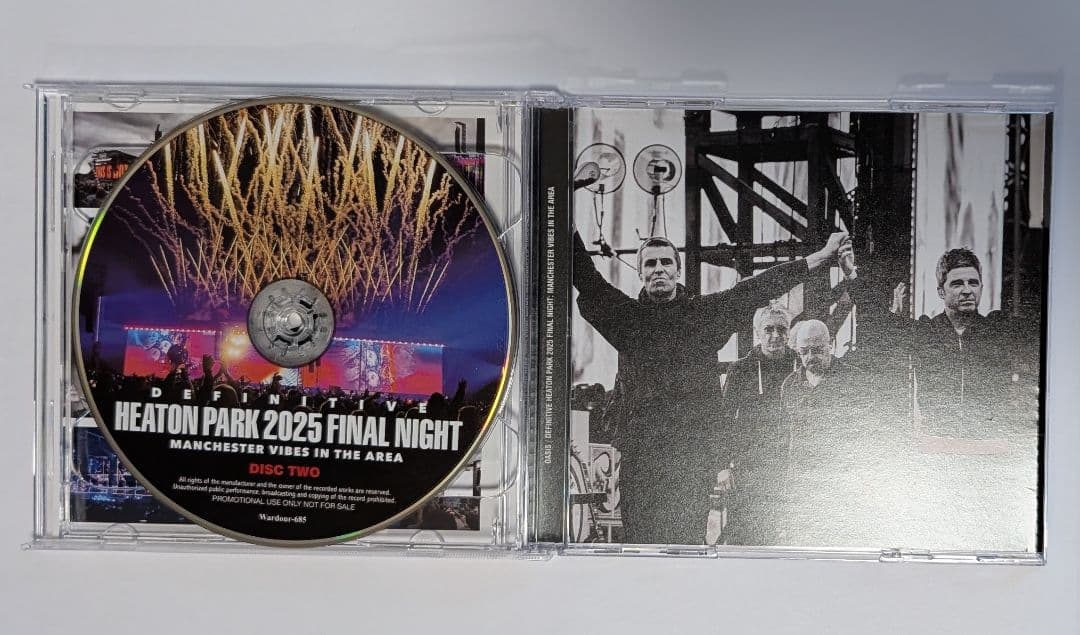 DEFINITIVE
HEATON PARK 2025 FINAL NIGHT
MANCHESTER VIBES IN THE AREA
DISC TWO
All rights of the manufacturer and the owner of the recorded works are reserved.
Unauthorized public performance, broadcasting and copying of the record prohibited.
PROMOTIONAL USE ONLY NOT FOR SALE
Wardour-685
OASIS / DEFINITIVE HEATON PARK 2025 FINAL NIGHT: MANCHESTER VIBES IN THE AREA